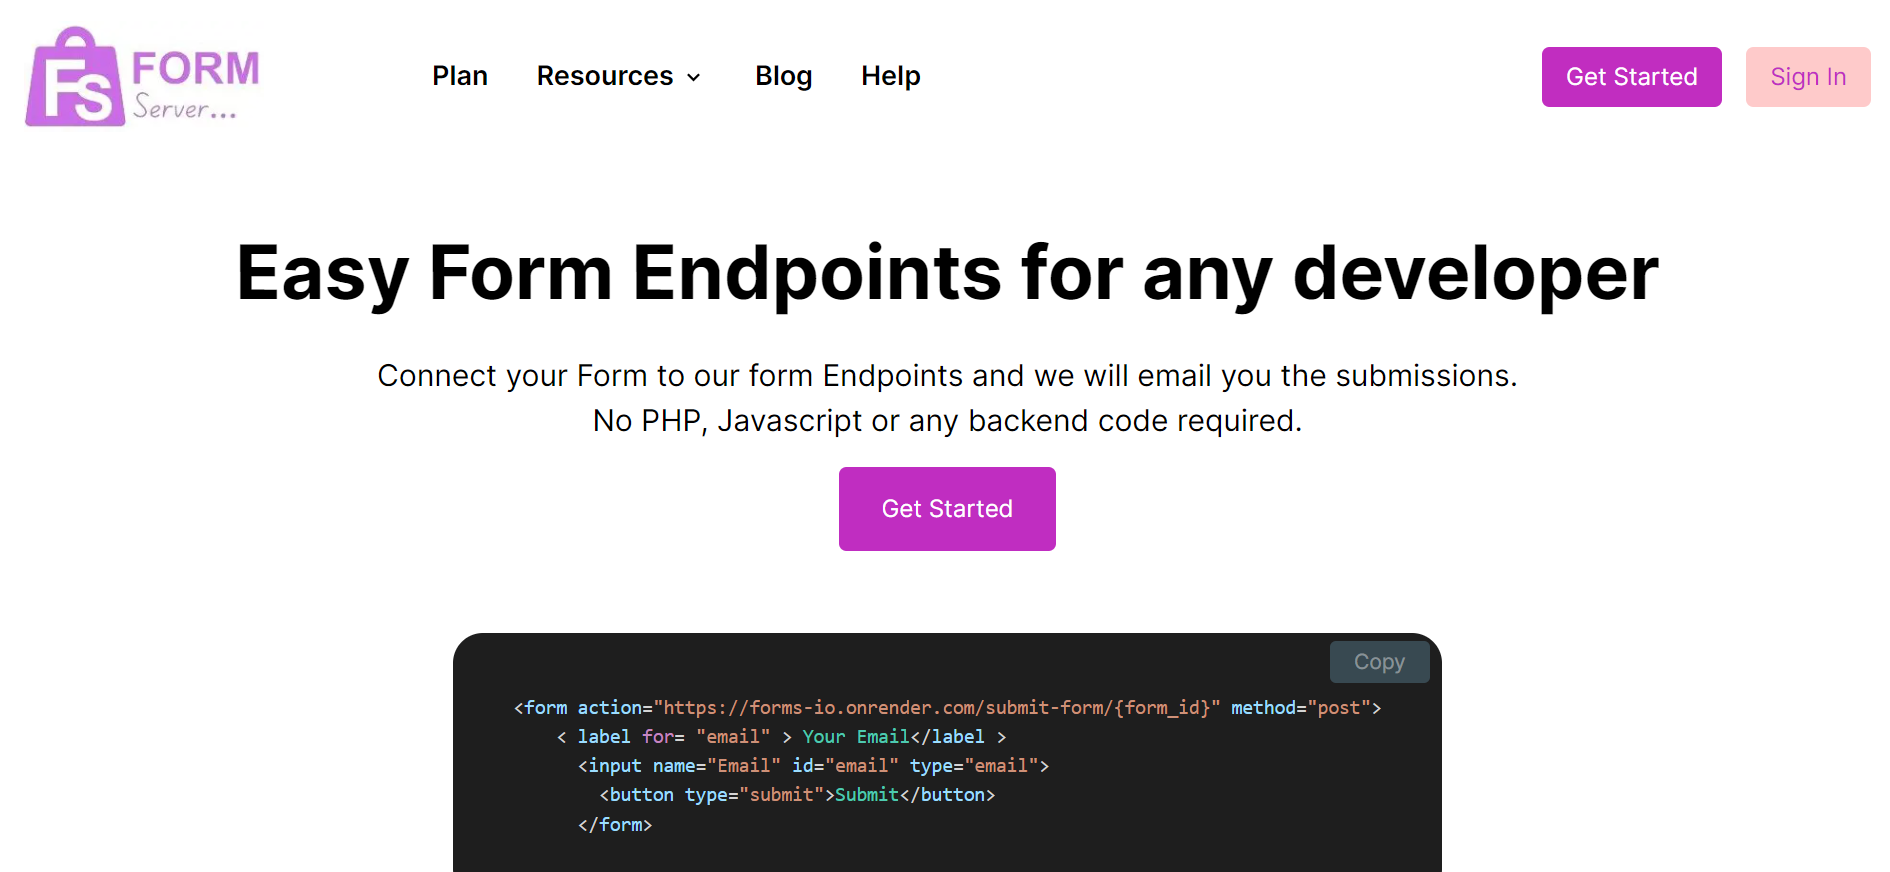 FS FORM
Server...
Plan Resources Blog Help Get Started Sign In
Easy Form Endpoints for any developer
Connect your Form to our form Endpoints and we will email you the submissions.
No PHP, Javascript or any backend code required.
Get Started
Copy
<form action="https://forms-io.onrender.com/submit-form/{form_id}" method="post">
< label for= "email" > Your Email</label >
<input name="Email" id="email" type="email">
<button type="submit">Submit</button>
</form>